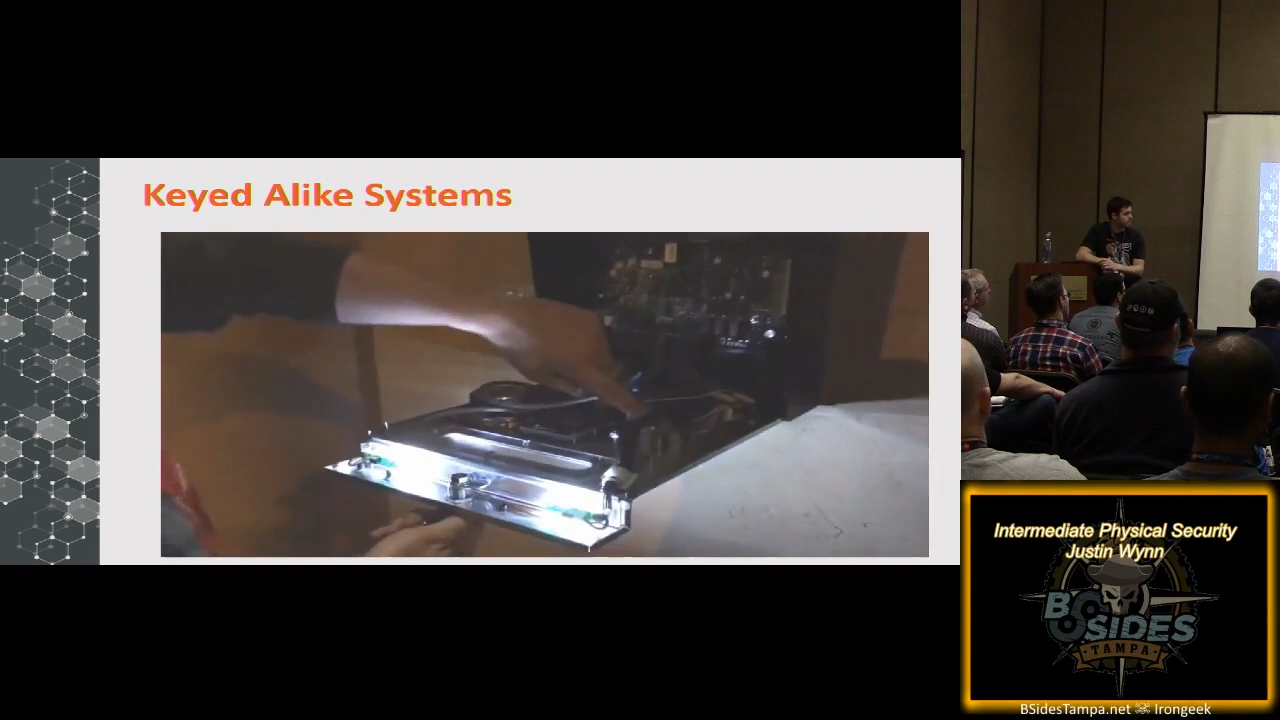 Keyed Alike Systems
Intermediate Physical Security
Justin Wynn
BSIDES
TAMPA
BSidesTampa.net ☠ Irongeek